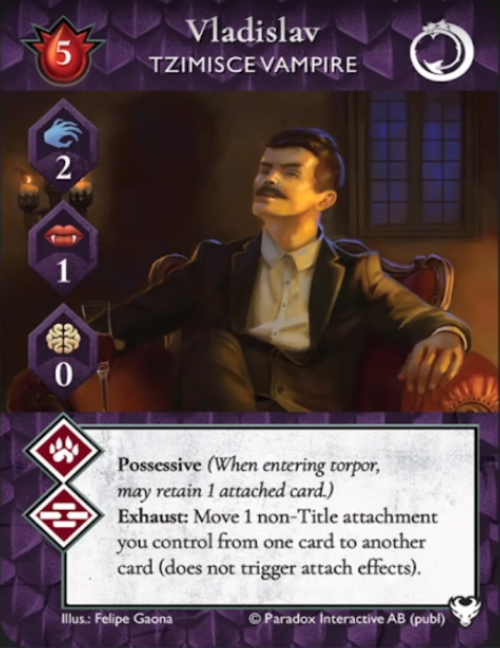 Vladislav
5
TZIMISCE VAMPIRE
2
1
0
Possessive (When entering torpor,
may retain 1 attached card.)
Exhaust: Move 1 non-Title attachment
you control from one card to another
card (does not trigger attach effects).
Illus.: Felipe Gaona © Paradox Interactive AB (publ)